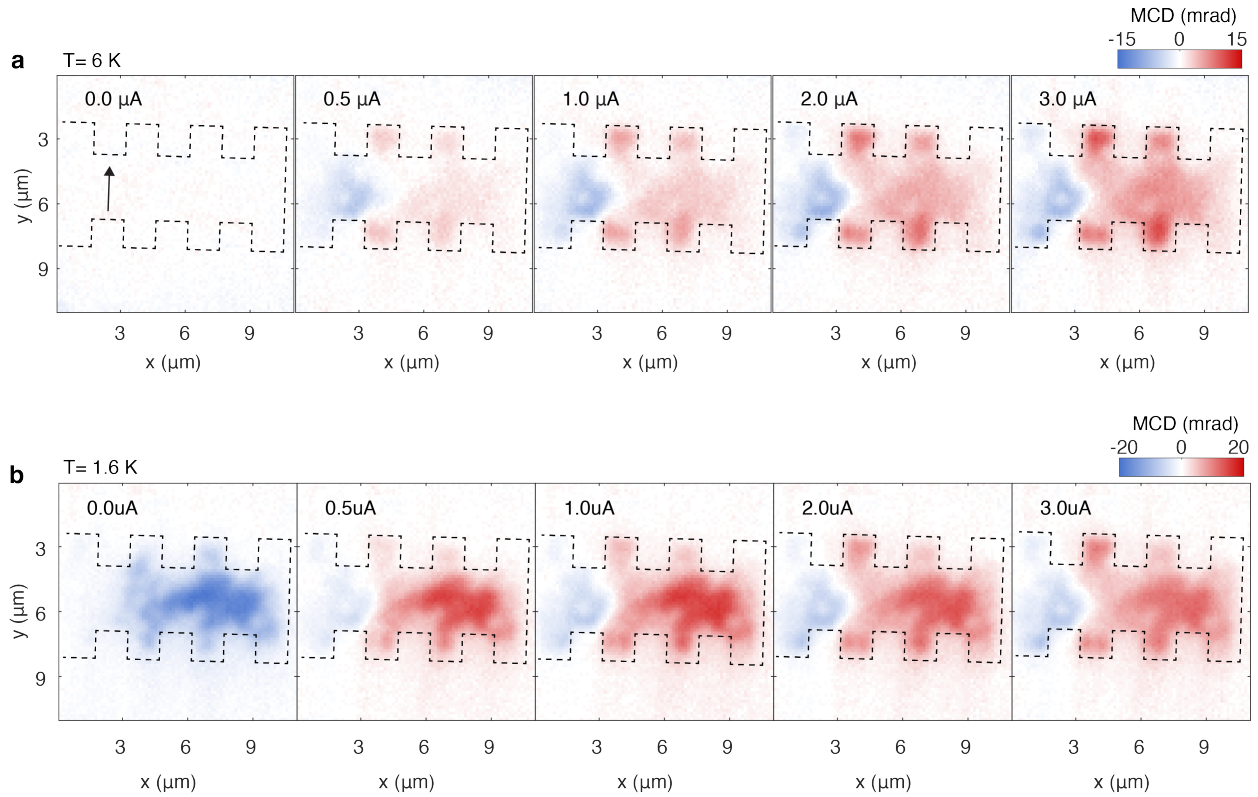 MCD (mrad)
-15 0 15
a
T= 6 K
0.0 μA
0.5 μA
1.0 μA
2.0 μA
3.0 μA
y (μm)
3
6
9
3 6 9
3 6 9
3 6 9
3 6 9
3 6 9
x (μm)
x (μm)
x (μm)
x (μm)
x (μm)
MCD (mrad)
-20 0 20
b
T= 1.6 K
0.0uA
0.5uA
1.0uA
2.0uA
3.0uA
y (μm)
3
6
9
3 6 9
3 6 9
3 6 9
3 6 9
3 6 9
x (μm)
x (μm)
x (μm)
x (μm)
x (μm)